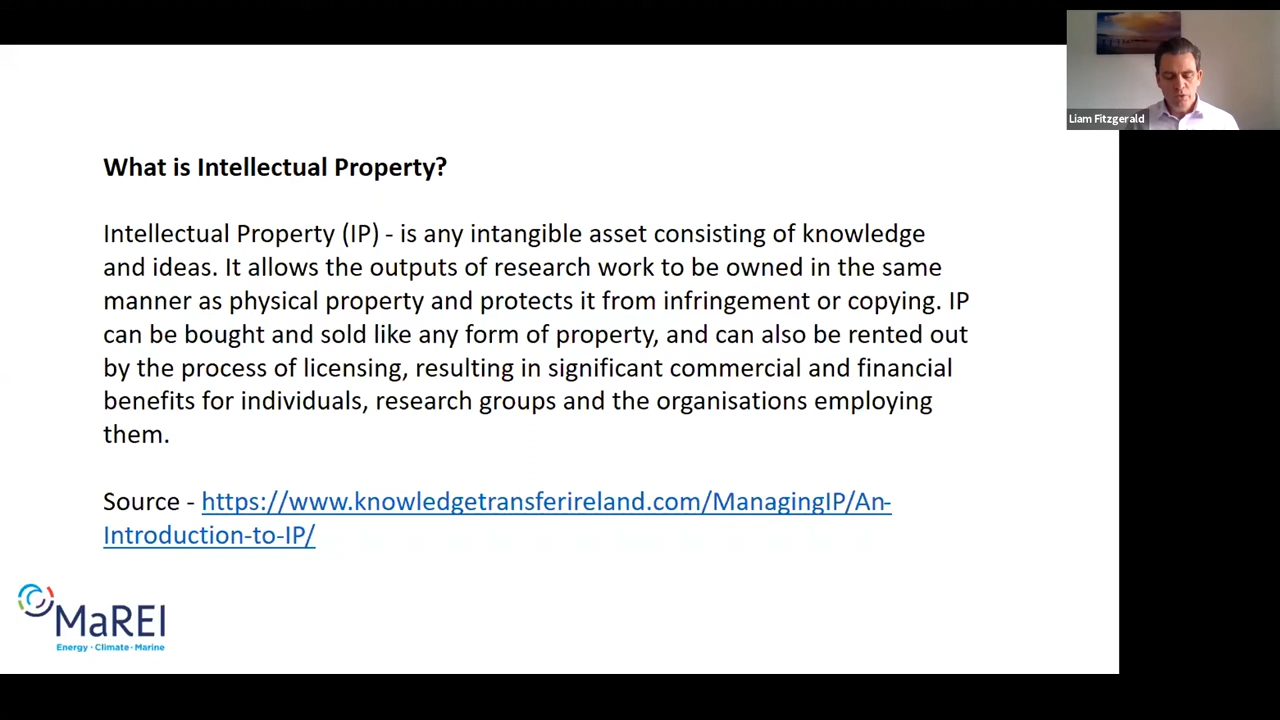 Liam Fitzgerald
What is Intellectual Property?
Intellectual Property (IP) - is any intangible asset consisting of knowledge
and ideas. It allows the outputs of research work to be owned in the same
manner as physical property and protects it from infringement or copying. IP
can be bought and sold like any form of property, and can also be rented out
by the process of licensing, resulting in significant commercial and financial
benefits for individuals, research groups and the organisations employing
them.
Source - https://www.knowledgetransferireland.com/ManagingIP/An-
Introduction-to-IP/
MaREI
Energy · Climate · Marine